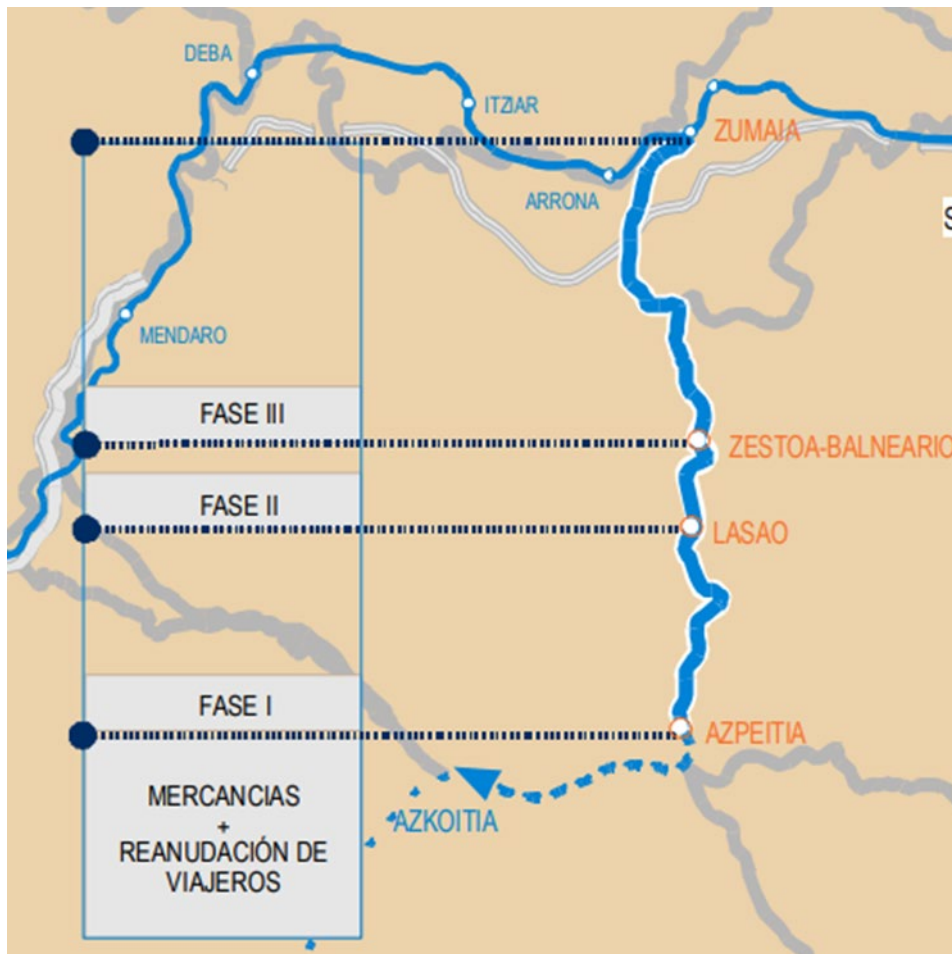 DEBA
ITZIAR
ZUMAIA
ARRONA
S
MENDARO
FASE III
ZESTOA-BALNEARIO
FASE II
LASAO
FASE I
AZPEITIA
MERCANCIAS
+
REANUDACIÓN DE
VIAJEROS
AZKOITIA